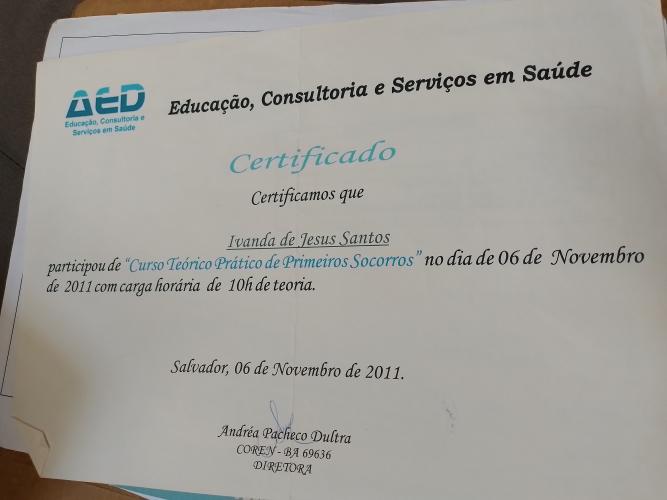 AED
Educação, Consultoria e
Serviços em Saúde
Educação, Consultoria e Serviços em Saúde
Certificado
Certificamos que
Ivanda de Jesus Santos
participou de “Curso Teórico Prático de Primeiros Socorros” no dia de 06 de Novembro
de 2011 com carga horária de 10h de teoria.
Salvador, 06 de Novembro de 2011.
Andréa Pacheco Dultra
COREN - BA 69636
DIRETORA